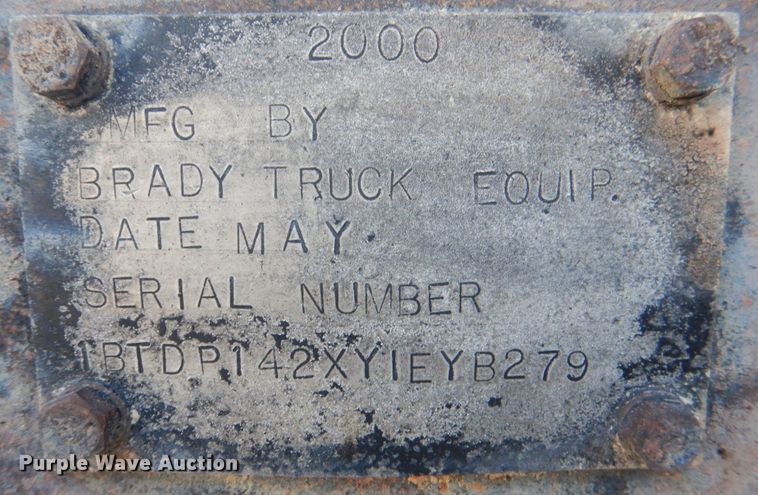 2000
MFG BY
BRADY TRUCK EQUIP.
DATE MAY
SERIAL NUMBER
1BTDP142XY1EYB279
Purple Wave Auction